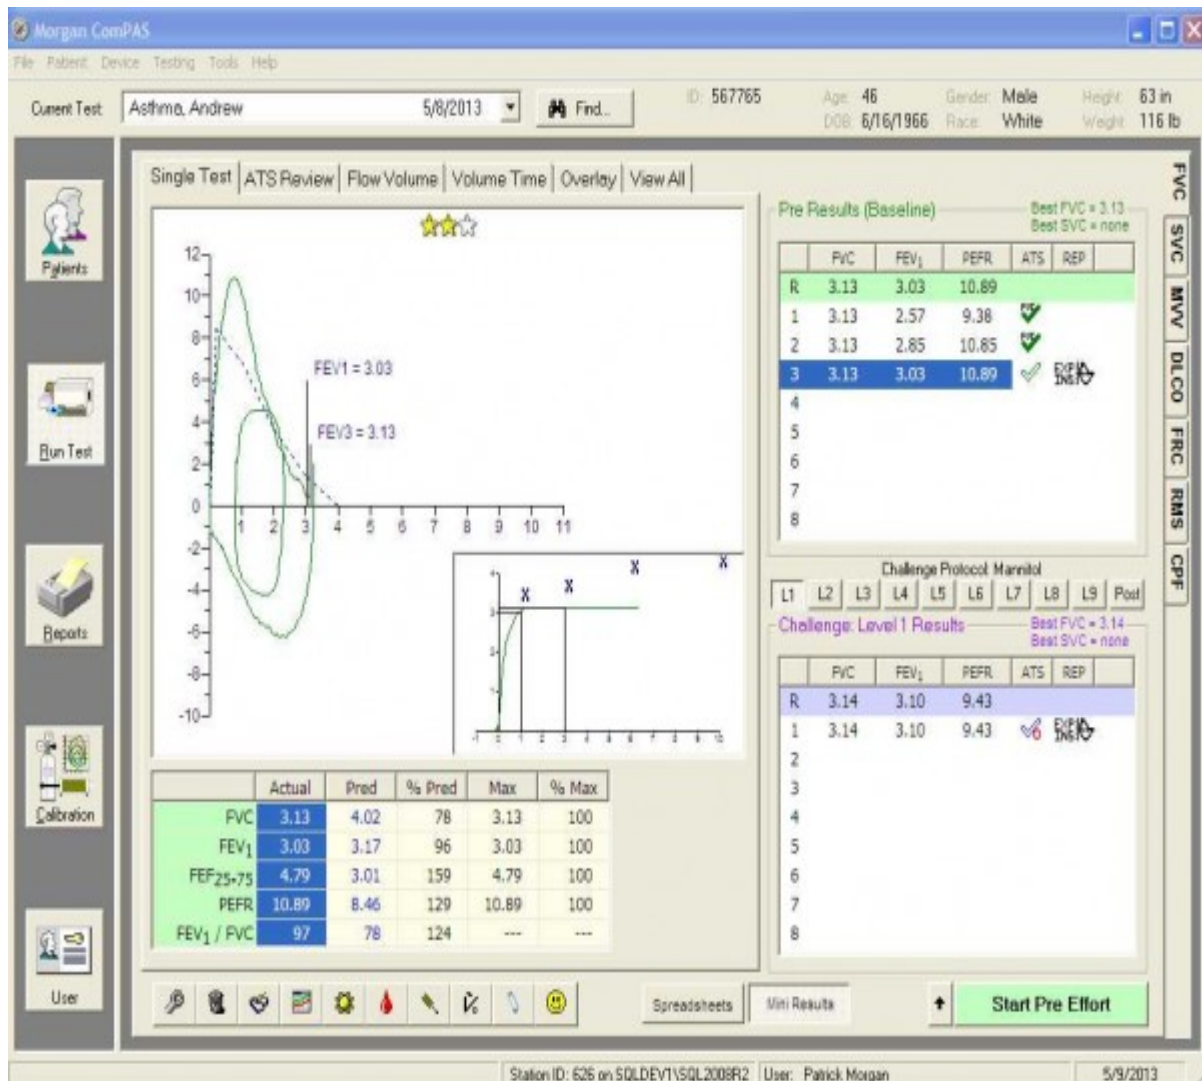 Morgan ComPAS
File Patient Device Testing Tools Help
Current Test: Asthma, Andrew 5/8/2013 Find... ID: 567765 Age: 46 Gender: Male Height: 63 in
DOB: 6/16/1966 Race: White Weight: 116 lb
Patients
Run Test
Reports
Calibration
User
Single Test ATS Review Flow Volume Volume Time Overlay View All
12
10
8
6
4
2
0
-2
-4
-6
-8
-10
1 2 3 4 5 6 7 8 9 10 11
FEV1 = 3.03
FEV3 = 3.13
X X X X
Actual Pred % Pred Max % Max
FVC 3.13 4.02 78 3.13 100
FEV1 3.03 3.17 96 3.03 100
FEF25-75 4.79 3.01 159 4.79 100
PEFR 10.89 8.46 129 10.89 100
FEV1 / FVC 97 78 124 --- ---
Pre Results (Baseline) Best FVC = 3.13
Best SVC = none
FVC FEV1 PEFR ATS REP
R 3.13 3.03 10.89
1 3.13 2.57 9.38
2 3.13 2.85 10.85
3 3.13 3.03 10.89
4
5
6
7
8
Challenge Protocol: Mannitol
L1 L2 L3 L4 L5 L6 L7 L8 L9 Post
Challenge: Level 1 Results Best FVC = 3.14
Best SVC = none
FVC FEV1 PEFR ATS REP
R 3.14 3.10 9.43
1 3.14 3.10 9.43
2
3
4
5
6
7
8
FVC
SVC
MVV
DLCO
FRC
RMS
CPF
Spreadsheets Mini Results Start Pre Effort
Station ID: 626 on SQLDEV1\SQL2008R2 User: Patrick Morgan 5/9/2013